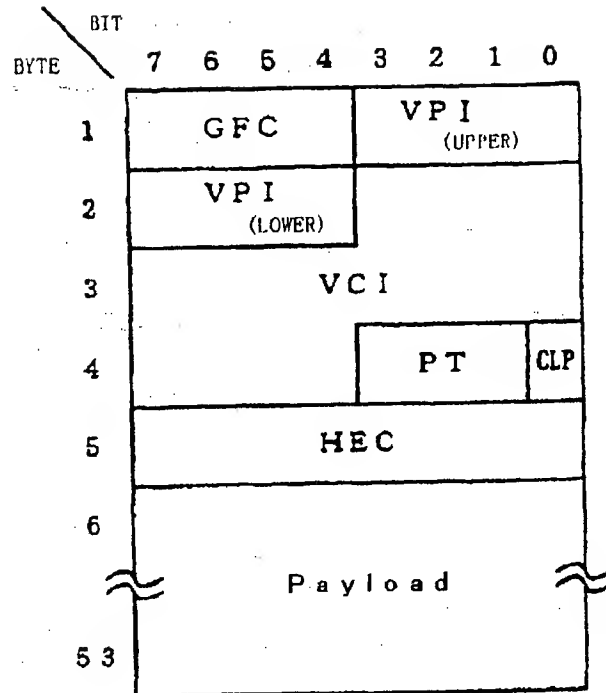 BIT
BYTE 7 6 5 4 3 2 1 0
1 GFC VPI
(UPPER)
2 VPI
(LOWER)
3 VCI
4 PT CLP
5 HEC
6
Payload
53